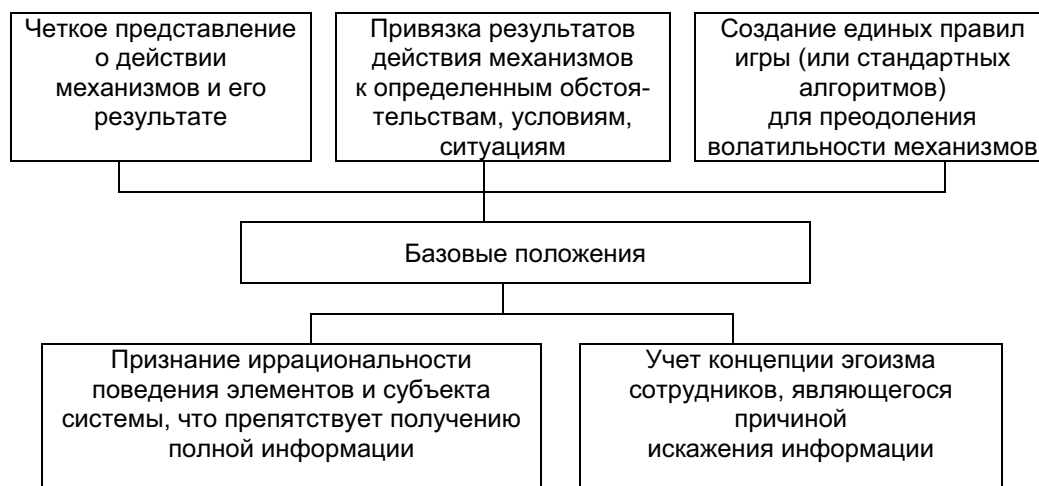 Четкое представление
о действии
механизмов и его
результате
Привязка результатов
действия механизмов
к определенным обстоя-
тельствам, условиям,
ситуациям
Создание единых правил
игры (или стандартных
алгоритмов)
для преодоления
волатильности механизмов
Базовые положения
Признание иррациональности
поведения элементов и субъекта
системы, что препятствует получению
полной информации
Учет концепции эгоизма
сотрудников, являющегося
причиной
искажения информации